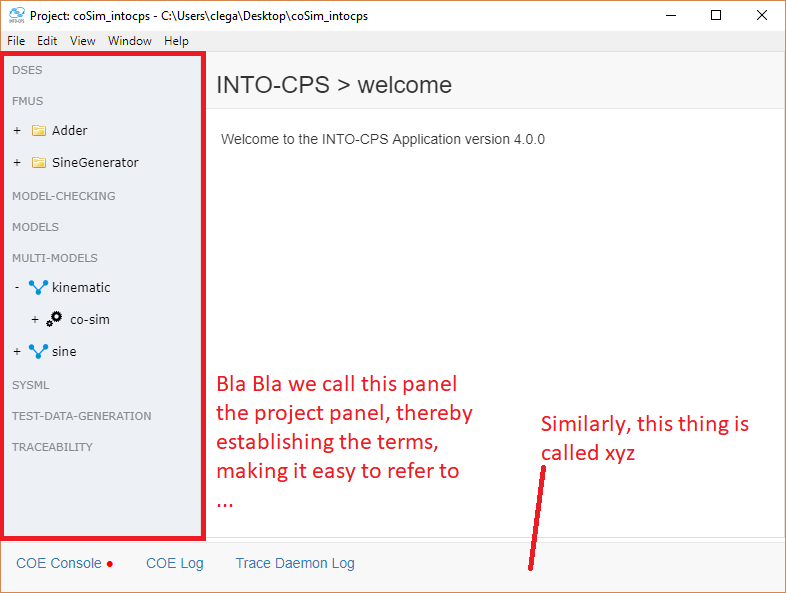 Project: coSim_intocps - C:\Users\clega\Desktop\coSim_intocps
File Edit View Window Help
DSES
FMUS
+ Adder
+ SineGenerator
MODEL-CHECKING
MODELS
MULTI-MODELS
- kinematic
+ co-sim
+ sine
SYSML
TEST-DATA-GENERATION
TRACEABILITY
INTO-CPS > welcome
Welcome to the INTO-CPS Application version 4.0.0
Bla Bla we call this panel
the project panel, thereby
establishing the terms,
making it easy to refer to
...
Similarly, this thing is
called xyz
COE Console COE Log Trace Daemon Log